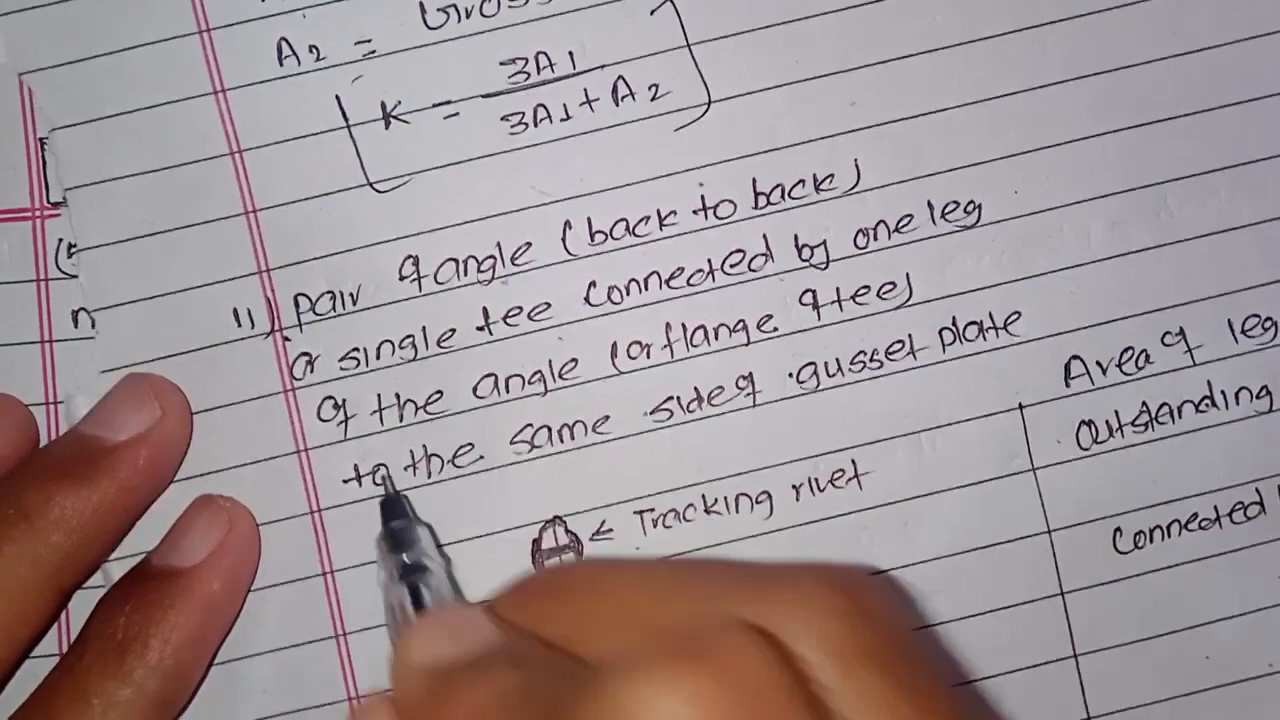 A2 = Gross
K = 3A1 / 3A1 + A2
(
n
11) pair of angle (back to back)
or single tee connected by one leg
of the angle (or flange of tee)
to the same side of gusset plate
< Tracking rivet
Area of leg
outstanding
connected